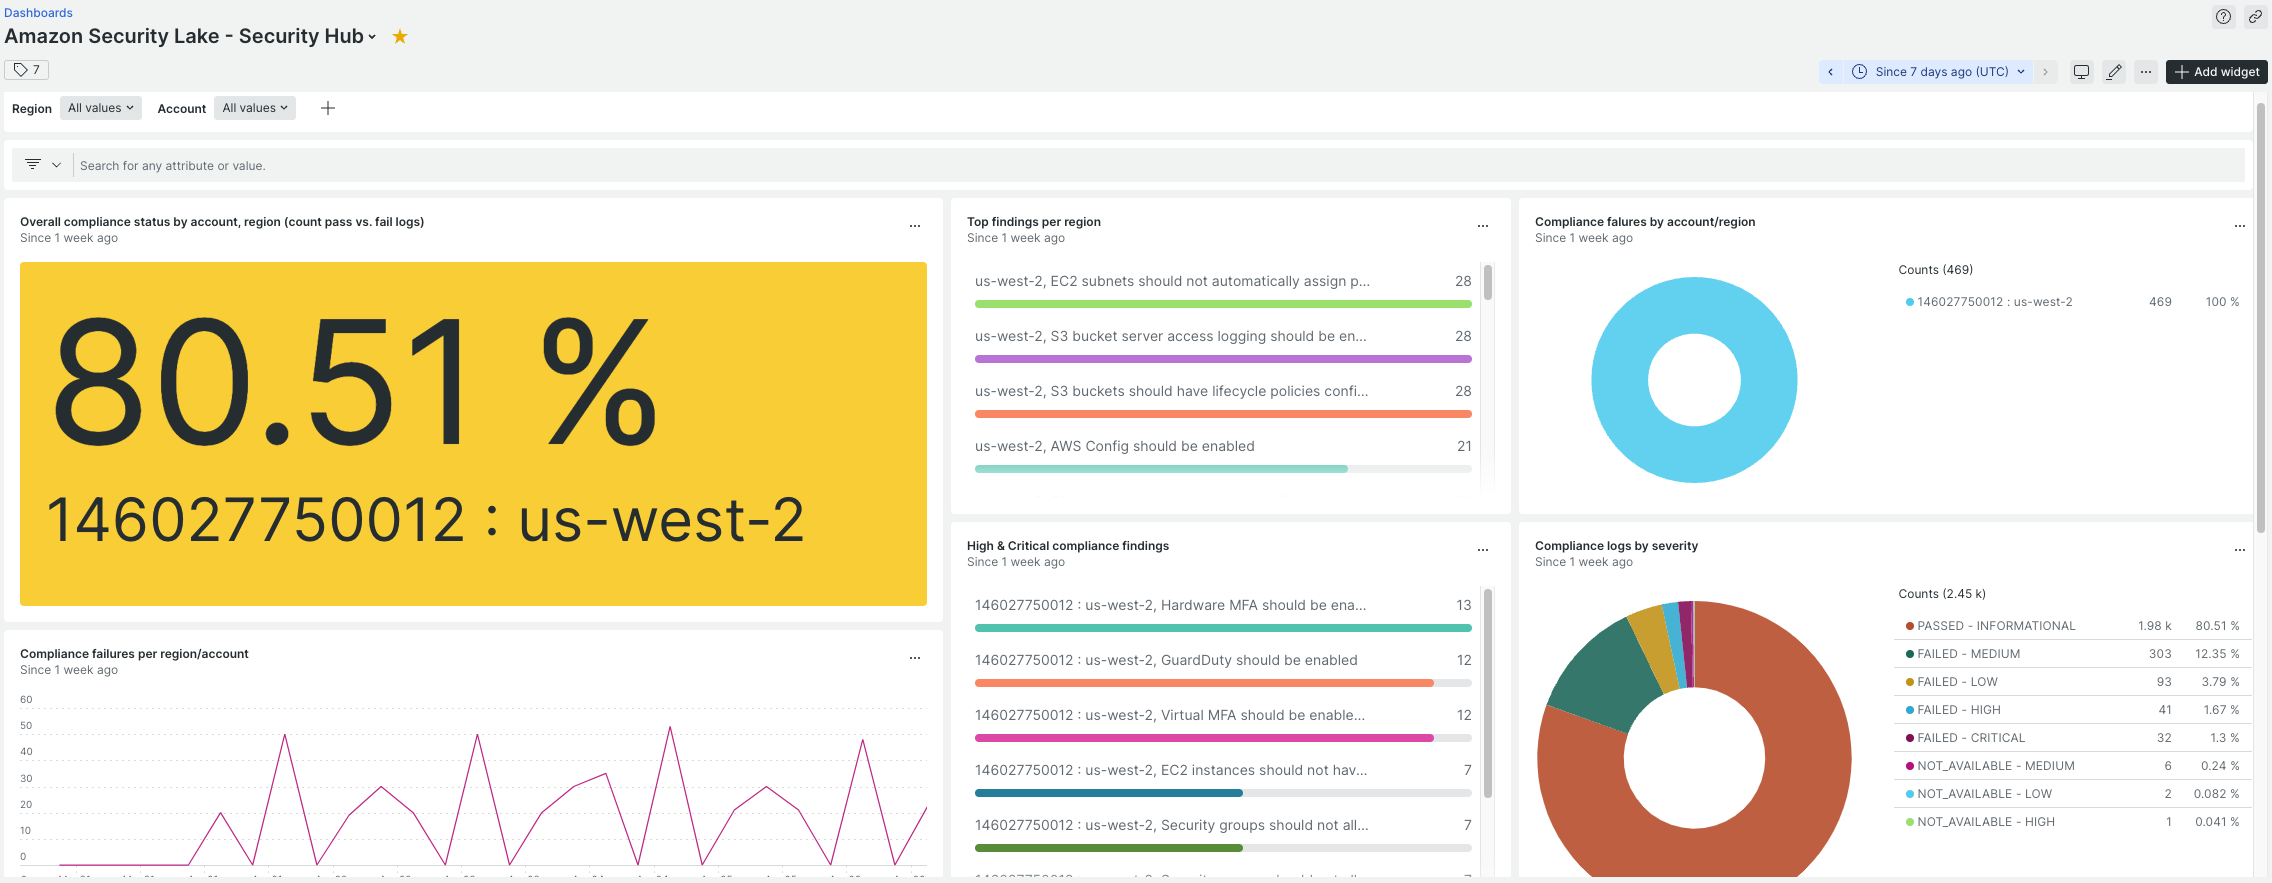 Dashboards
Amazon Security Lake - Security Hub
7
Since 7 days ago (UTC)
Add widget
Region All values Account All values
Search for any attribute or value.
Overall compliance status by account, region (count pass vs. fail logs)
Since 1 week ago
80.51 %
146027750012 : us-west-2
Top findings per region
Since 1 week ago
us-west-2, EC2 subnets should not automatically assign p... 28
us-west-2, S3 bucket server access logging should be en... 28
us-west-2, S3 buckets should have lifecycle policies confi... 28
us-west-2, AWS Config should be enabled 21
Compliance falures by account/region
Since 1 week ago
Counts (469)
146027750012 : us-west-2 469 100 %
Compliance failures per region/account
Since 1 week ago
60
50
40
30
20
10
0
High & Critical compliance findings
Since 1 week ago
146027750012 : us-west-2, Hardware MFA should be ena... 13
146027750012 : us-west-2, GuardDuty should be enabled 12
146027750012 : us-west-2, Virtual MFA should be enable... 12
146027750012 : us-west-2, EC2 instances should not hav... 7
146027750012 : us-west-2, Security groups should not all... 7
Compliance logs by severity
Since 1 week ago
Counts (2.45 k)
PASSED - INFORMATIONAL 1.98 k 80.51 %
FAILED - MEDIUM 303 12.35 %
FAILED - LOW 93 3.79 %
FAILED - HIGH 41 1.67 %
FAILED - CRITICAL 32 1.3 %
NOT_AVAILABLE - MEDIUM 6 0.24 %
NOT_AVAILABLE - LOW 2 0.082 %
NOT_AVAILABLE - HIGH 1 0.041 %